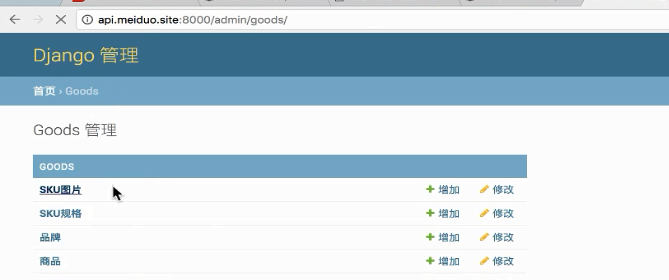 api.meiduo.site:8000/admin/goods/
Django 管理
首页 › Goods
Goods 管理
GOODS
SKU图片 增加 修改
SKU规格 增加 修改
品牌 增加 修改
商品 增加 修改